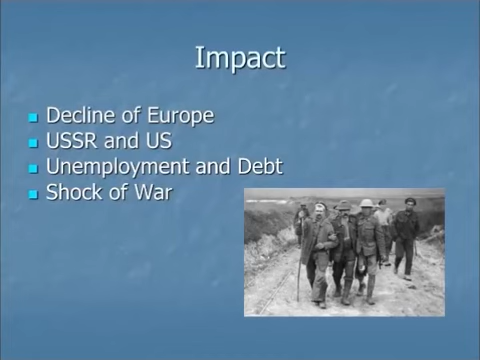 Impact
Decline of Europe
USSR and US
Unemployment and Debt
Shock of War